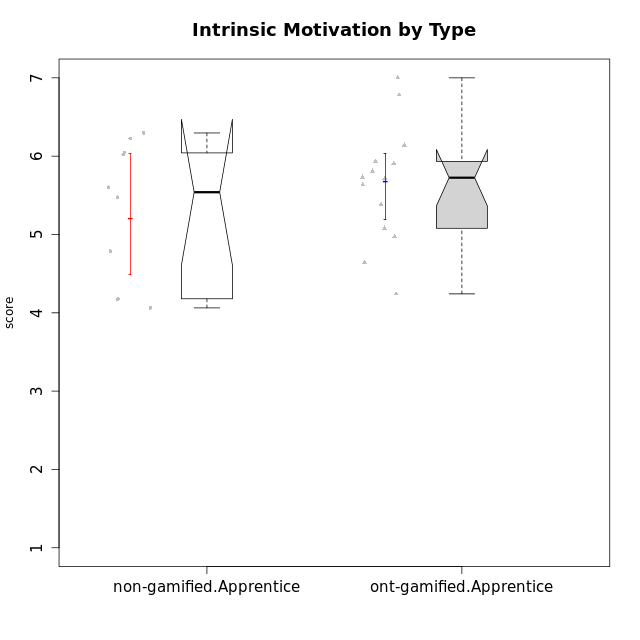 Intrinsic Motivation by Type
7
6
5
4
3
2
1
score
non-gamified.Apprentice
ont-gamified.Apprentice